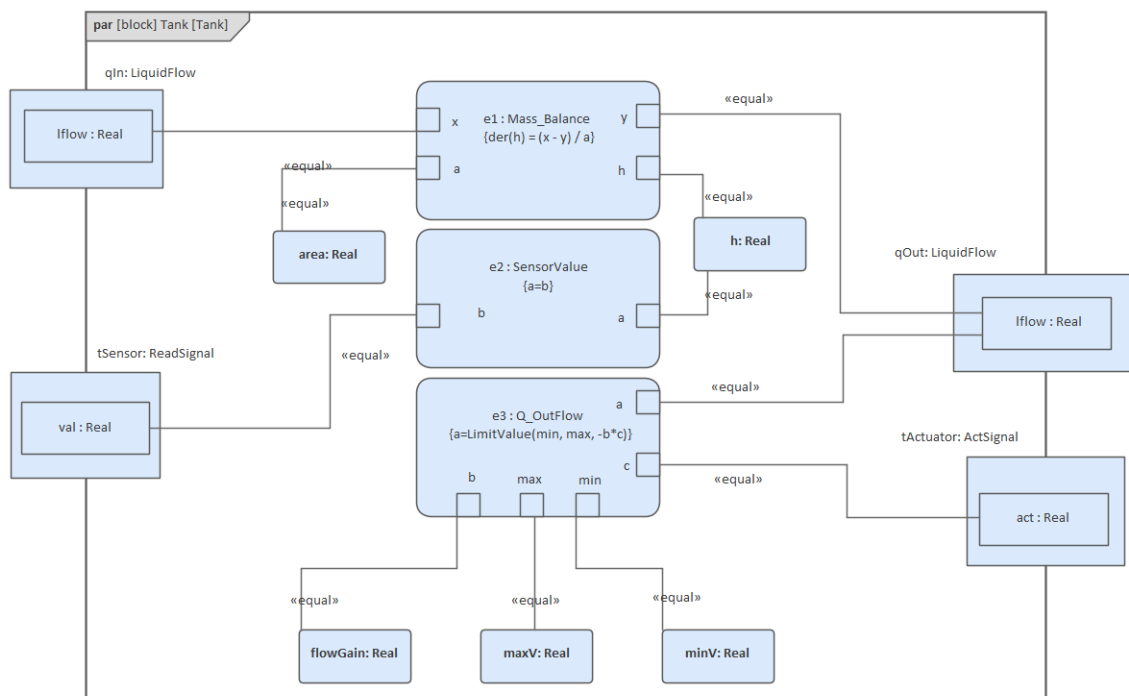 par [block] Tank [Tank]
qIn: LiquidFlow
lflow : Real
x
e1 : Mass_Balance
{der(h) = (x - y) / a}
y
«equal»
«equal»
a
h
«equal»
«equal»
area: Real
h: Real
e2 : SensorValue
{a=b}
b
a
«equal»
qOut: LiquidFlow
lflow : Real
tSensor: ReadSignal
«equal»
val : Real
e3 : Q_OutFlow
{a=LimitValue(min, max, -b*c)}
a
«equal»
c
«equal»
tActuator: ActSignal
act : Real
b
max
min
«equal»
«equal»
«equal»
flowGain: Real
maxV: Real
minV: Real